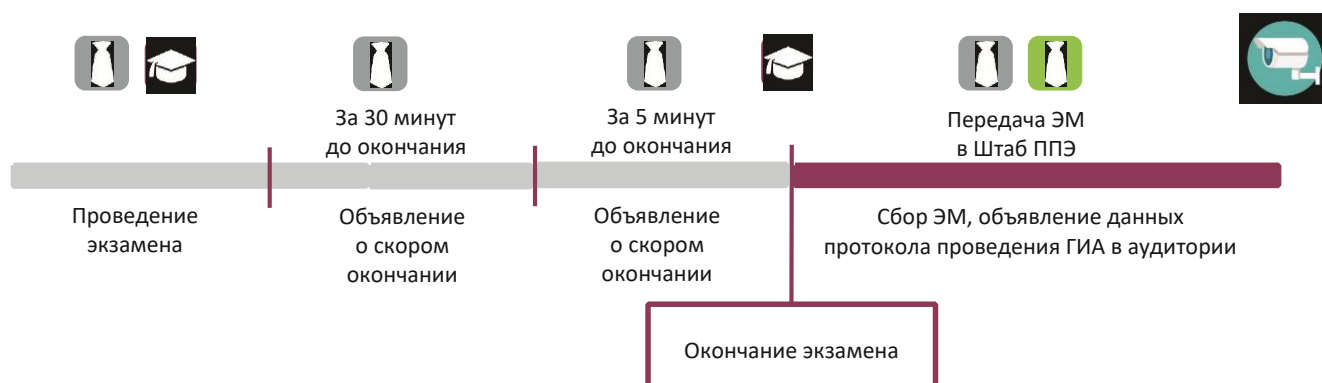 За 30 минут
до окончания
За 5 минут
до окончания
Передача ЭМ
в Штаб ППЭ
Проведение
экзамена
Объявление
о скором
окончании
Объявление
о скором
окончании
Сбор ЭМ, объявление данных
протокола проведения ГИА в аудитории
Окончание экзамена